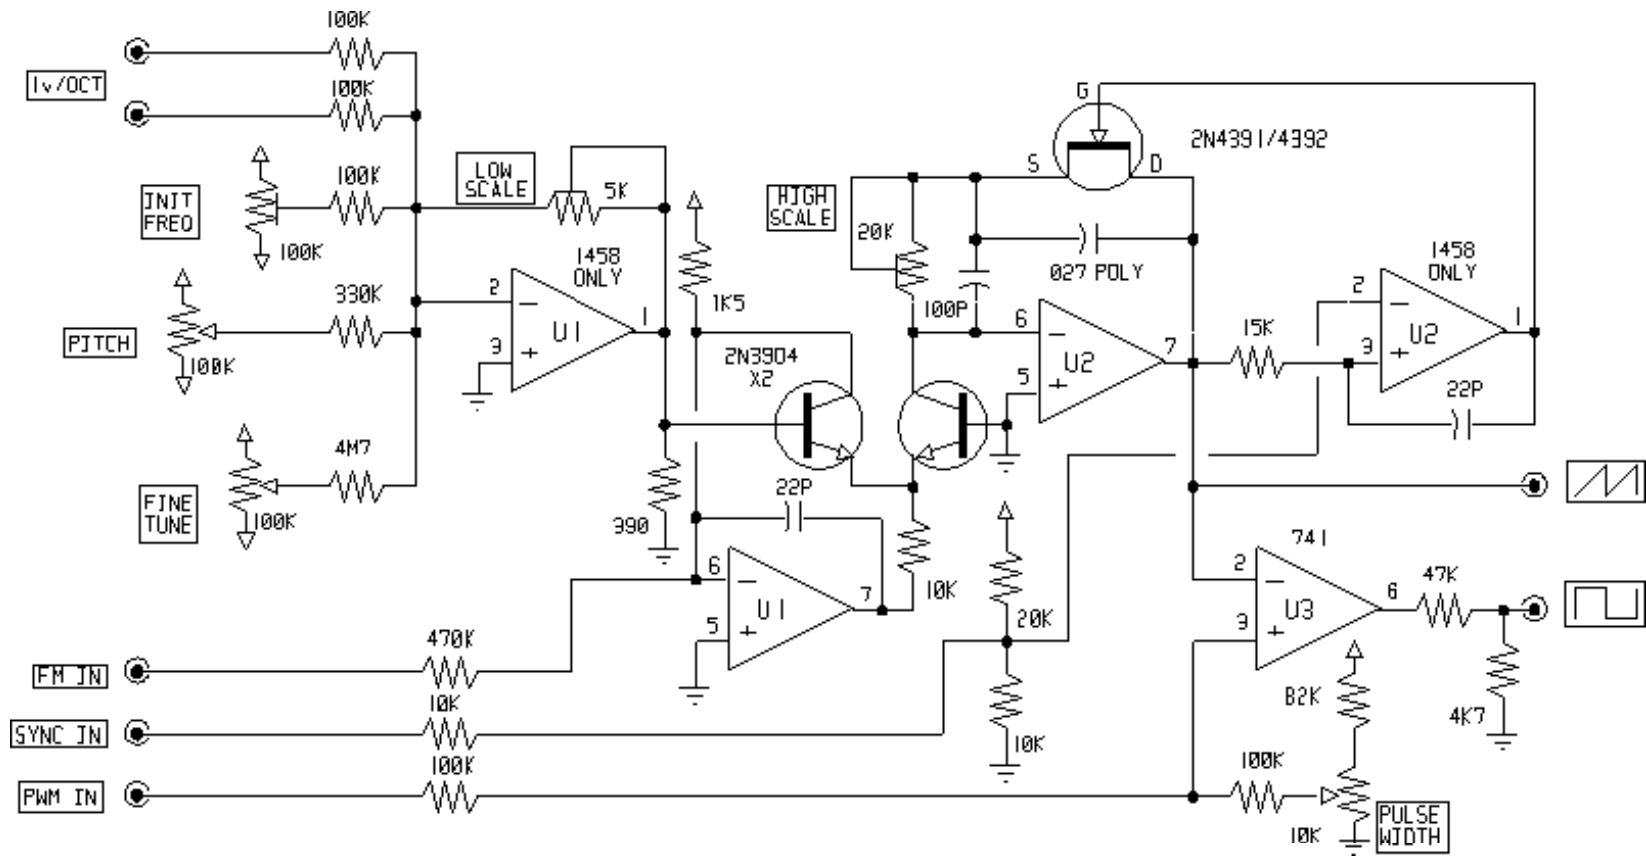 100K
1v/OCT
100K
G
2N4391/4392
S
D
LOW
SCALE
5K
HIGH
SCALE
20K
INIT
FREQ
100K
100K
1458
ONLY
027 POLY
1458
ONLY
2
330K
1
1K5
100P
6
2
PITCH
U1
3
100K
2N3904
X2
U2
7
15K
U2
1
3
5
22P
4M7
FINE
TUNE
100K
22P
390
741
6
7
10K
2
47K
6
U1
5
20K
U3
3
470K
FM IN
82K
10K
SYNC IN
10K
4K7
100K
PWM IN
100K
10K
PULSE
WIDTH